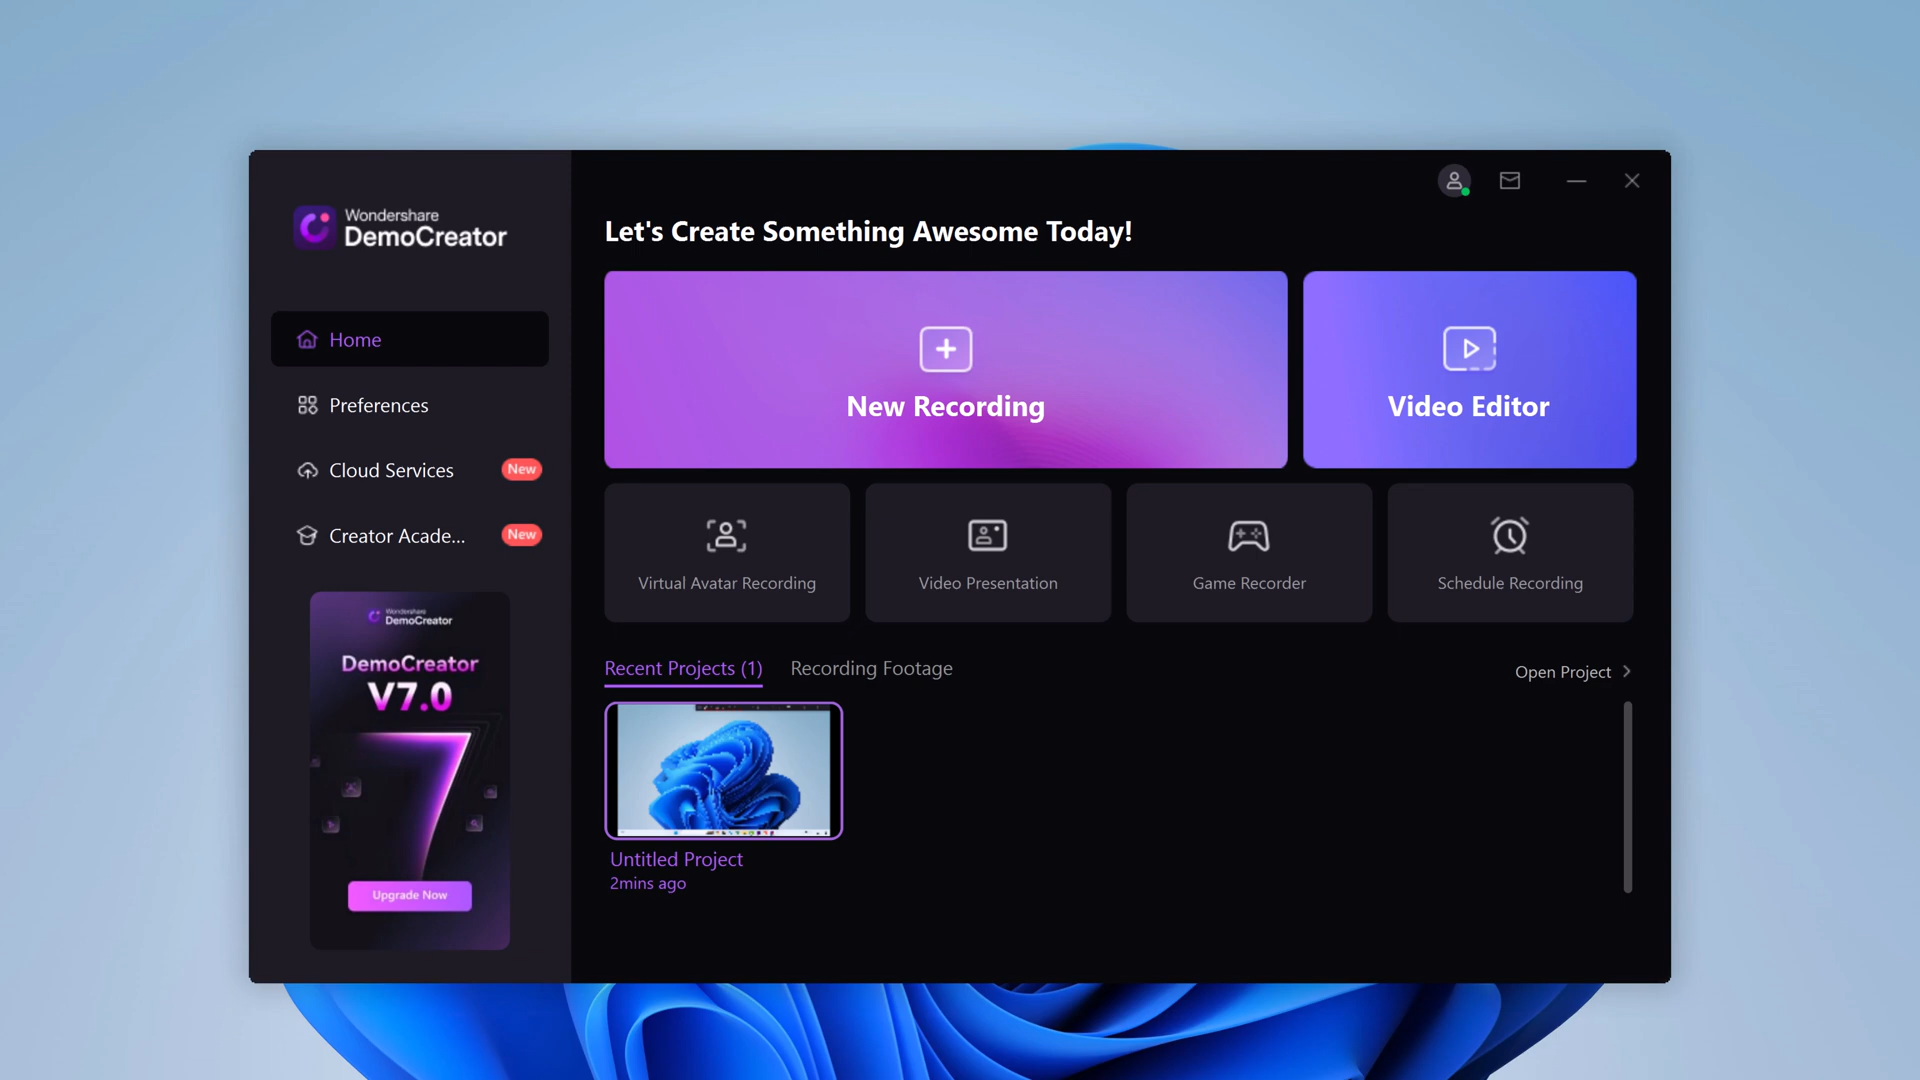 Wondershare
DemoCreator
Let's Create Something Awesome Today!
Home
Preferences
Cloud Services
New
Creator Acade...
New
New Recording
Video Editor
Virtual Avatar Recording
Video Presentation
Game Recorder
Schedule Recording
Wondershare
DemoCreator
DemoCreator
V7.0
Upgrade Now
Recent Projects (1)
Recording Footage
Open Project
Untitled Project
2mins ago